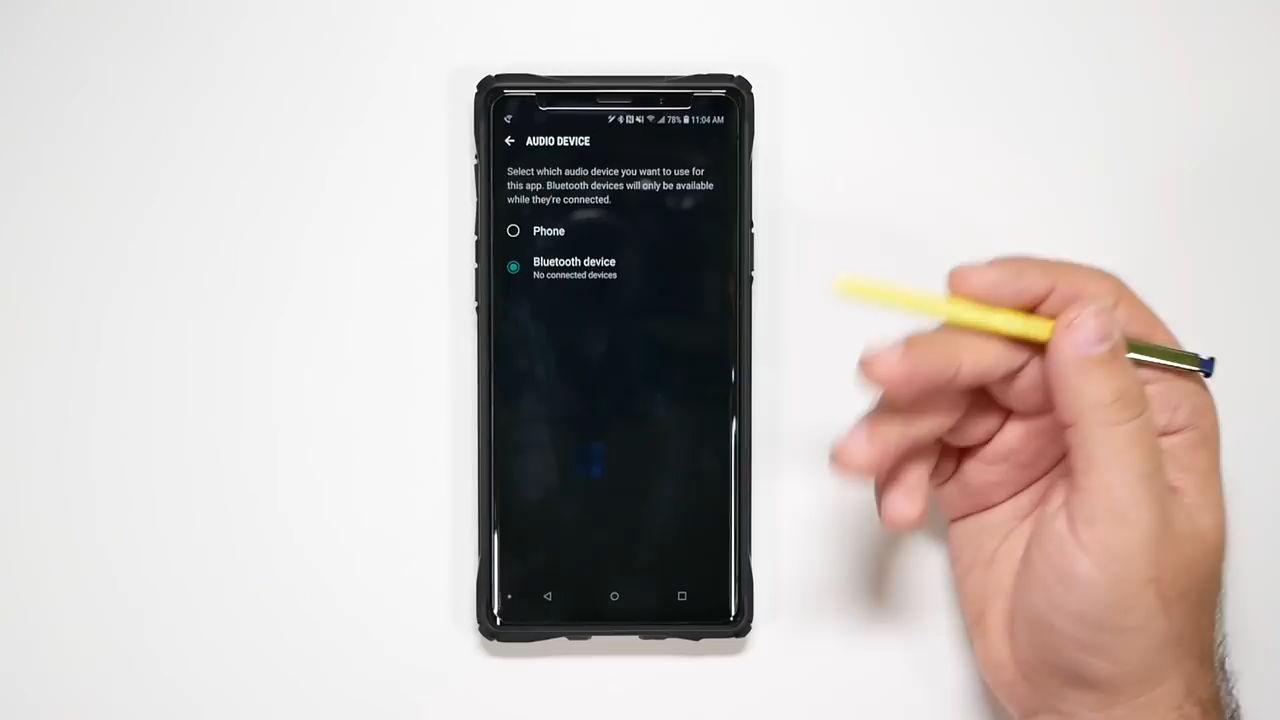 78% 11:04 AM
AUDIO DEVICE
Select which audio device you want to use for
this app. Bluetooth devices will only be available
while they're connected.
Phone
Bluetooth device
No connected devices